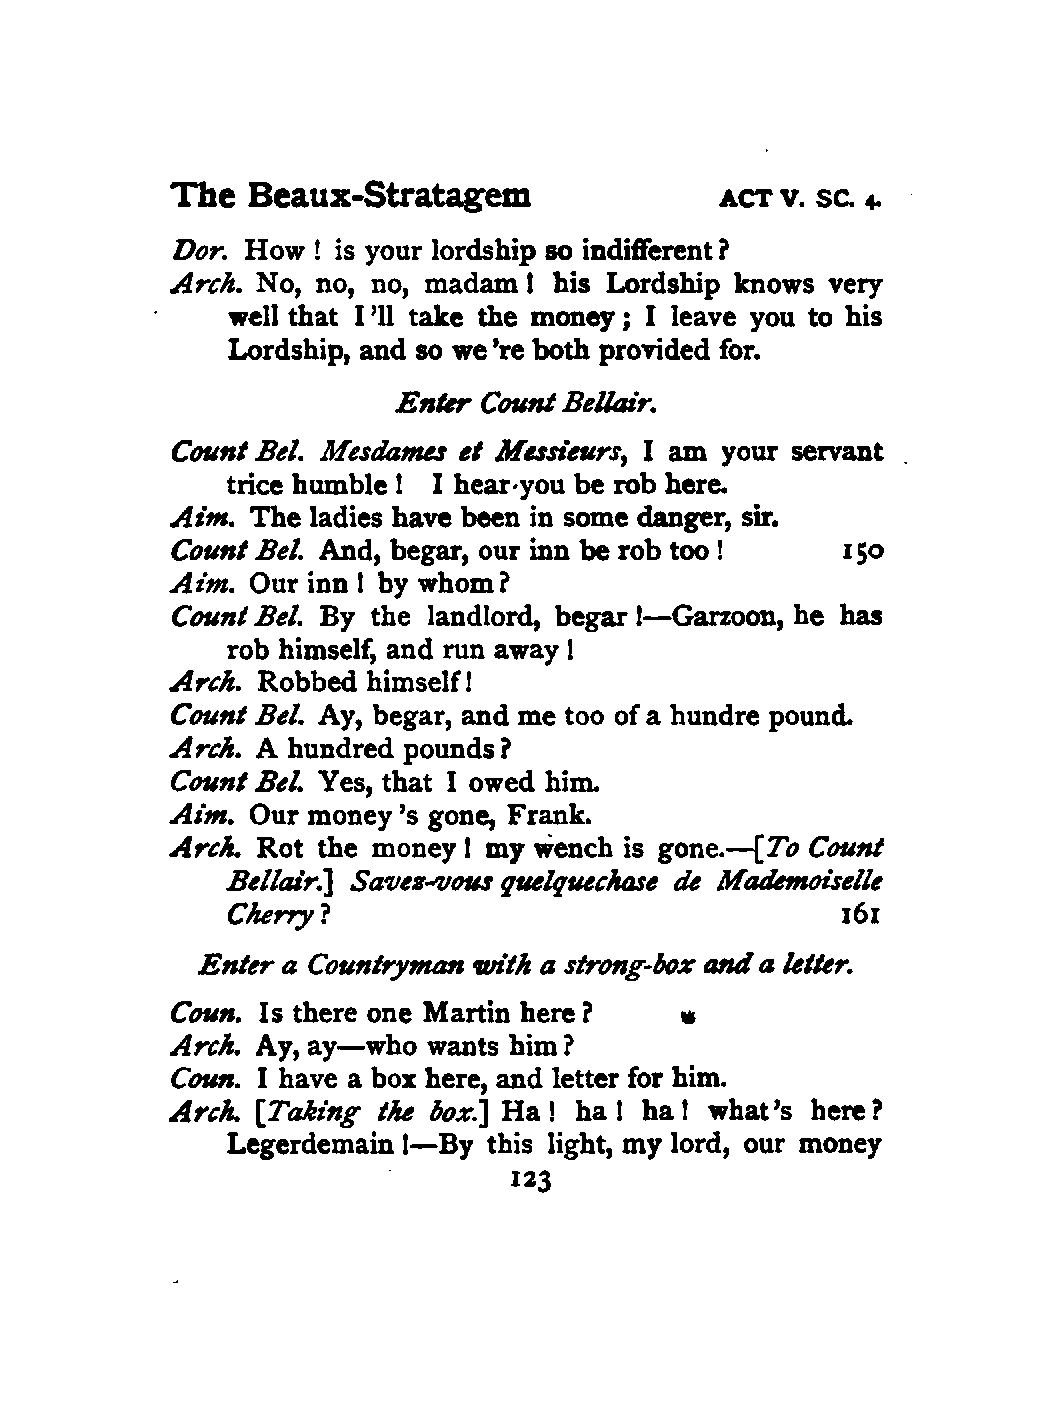 The Beaux-Stratagem ACT V. SC. 4.
Dor. How ! is your lordship so indifferent ?
Arch. No, no, no, madam ! his Lordship knows very
well that I 'll take the money ; I leave you to his
Lordship, and so we 're both provided for.
Enter Count Bellair.
Count Bel. Mesdames et Messieurs, I am your servant
trice humble ! I hear you be rob here.
Aim. The ladies have been in some danger, sir.
Count Bel. And, begar, our inn be rob too ! 150
Aim. Our inn ! by whom ?
Count Bel. By the landlord, begar !—Garzoon, he has
rob himself, and run away !
Arch. Robbed himself !
Count Bel. Ay, begar, and me too of a hundre pound.
Arch. A hundred pounds ?
Count Bel. Yes, that I owed him.
Aim. Our money 's gone, Frank.
Arch. Rot the money ! my wench is gone.—[To Count
Bellair.] Savez-vous quelquechose de Mademoiselle
Cherry ? 161
Enter a Countryman with a strong-box and a letter.
Coun. Is there one Martin here ?
Arch. Ay, ay—who wants him ?
Coun. I have a box here, and letter for him.
Arch. [Taking the box.] Ha ! ha ! ha ! what 's here ?
Legerdemain !—By this light, my lord, our money
123